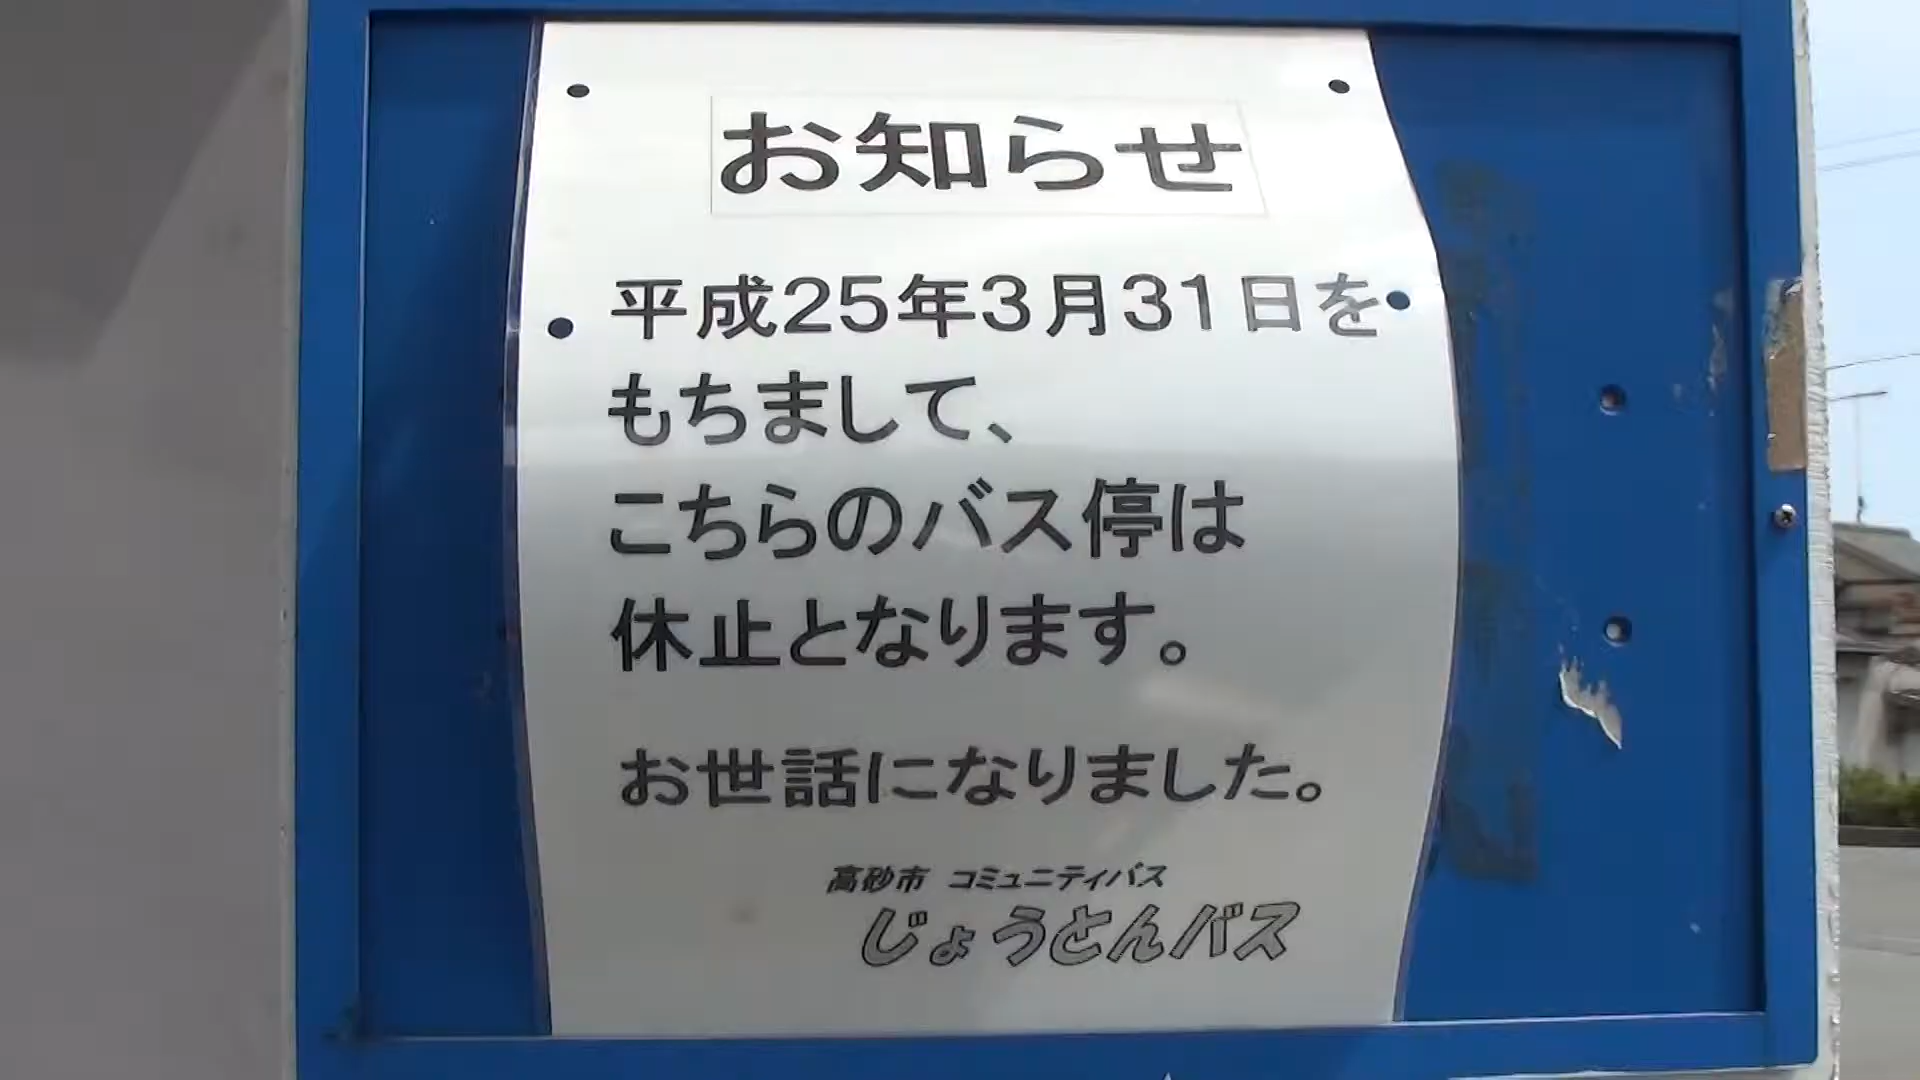 お知らせ
平成25年3月31日を
もちまして、
こちらのバス停は
休止となります。
お世話になりました。
高砂市 コミュニティバス
じょうとんバス